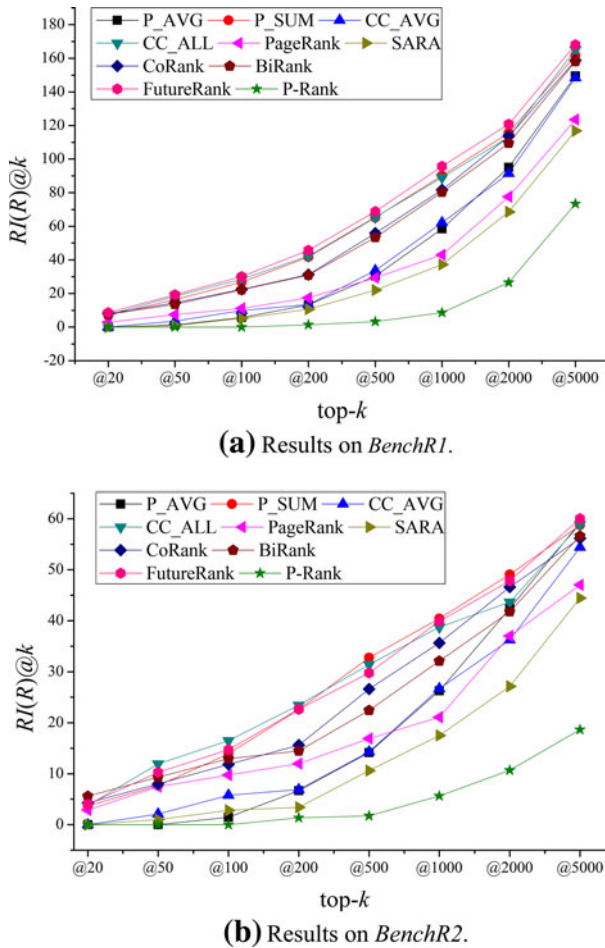 P_AVG P_SUM CC_AVG
CC_ALL PageRank SARA
CoRank BiRank
FutureRank P-Rank
RI(R)@k
180
160
140
120
100
80
60
40
20
0
-20
@20 @50 @100 @200 @500 @1000 @2000 @5000
top-k
(a) Results on BenchR1.
P_AVG P_SUM CC_AVG
CC_ALL PageRank SARA
CoRank BiRank
FutureRank P-Rank
RI(R)@k
60
50
40
30
20
10
0
@20 @50 @100 @200 @500 @1000 @2000 @5000
top-k
(b) Results on BenchR2.